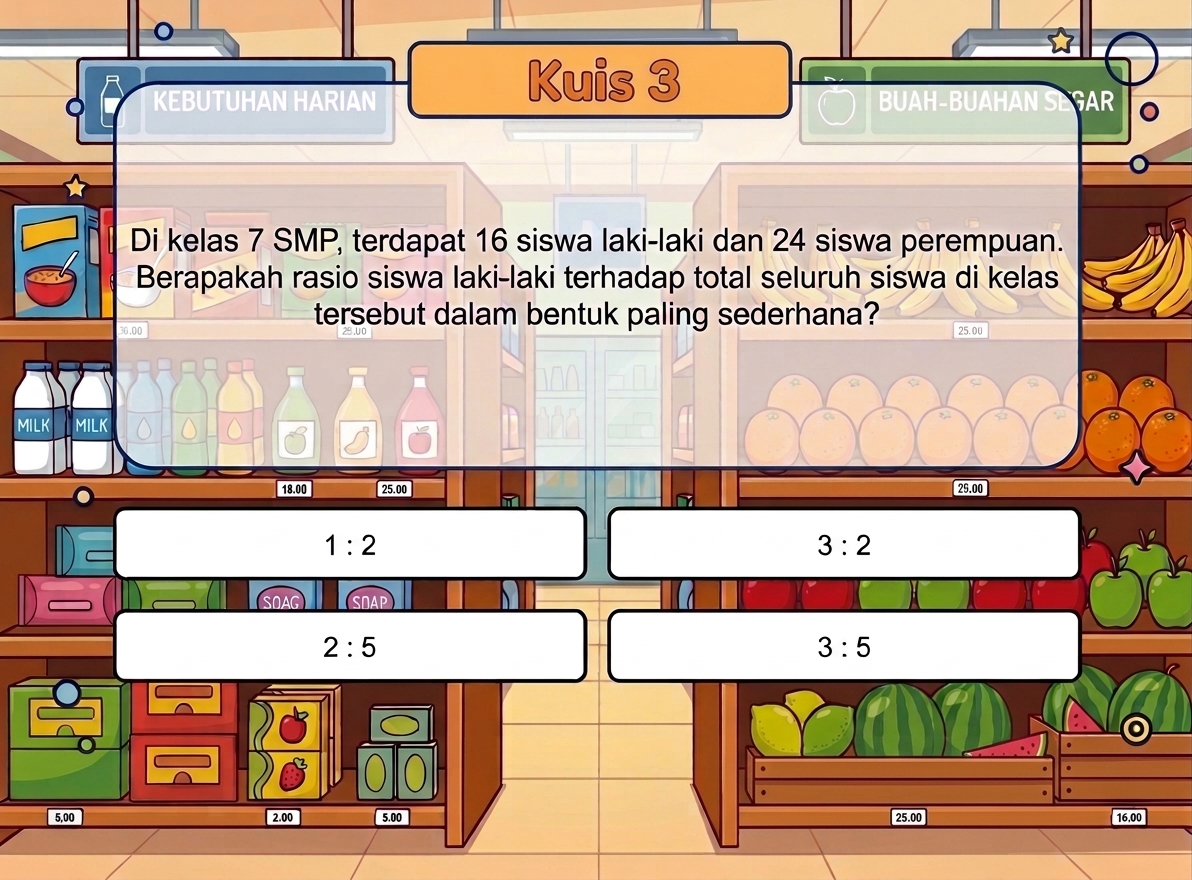 Kuis 3
KEBUTUHAN HARIAN
BUAH-BUAHAN SEGAR
Di kelas 7 SMP, terdapat 16 siswa laki-laki dan 24 siswa perempuan.
Berapakah rasio siswa laki-laki terhadap total seluruh siswa di kelas
tersebut dalam bentuk paling sederhana?
25.00
MILK
MILK
18.00
25.00
25.00
1 : 2
3 : 2
SOAG
SDAP
2 : 5
3 : 5
5,00
2.00
5.00
25.00
16.00